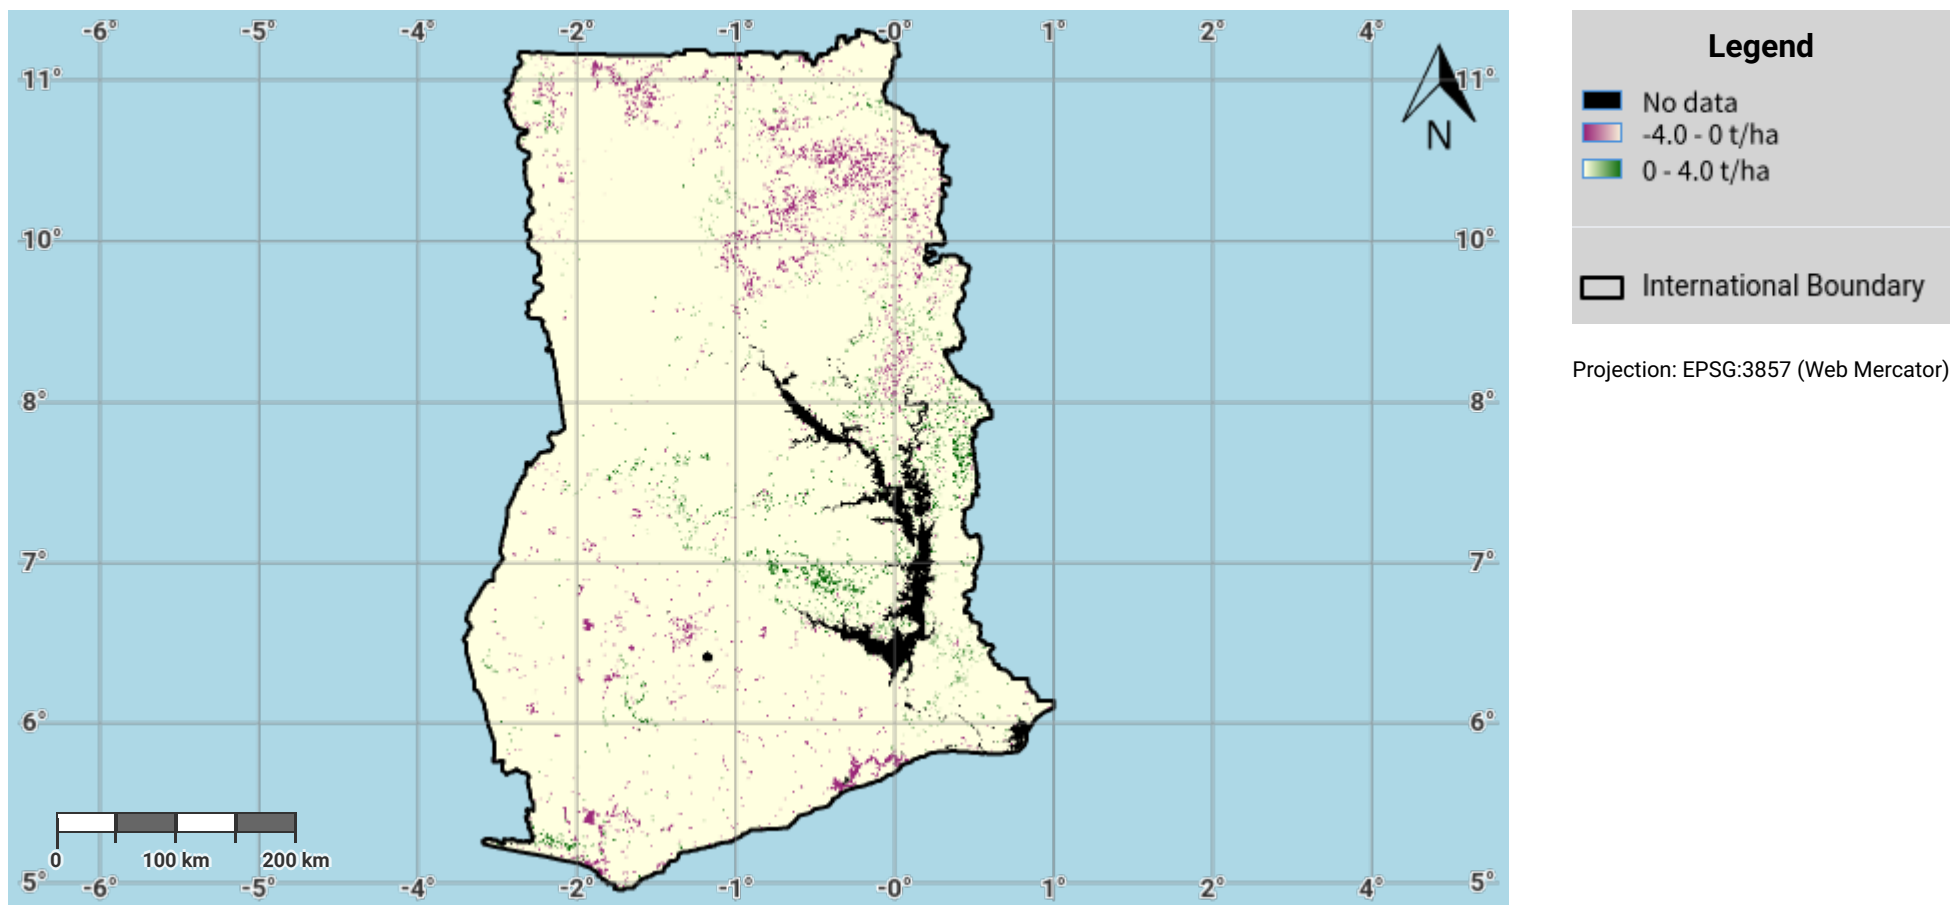 -6° -5° -4° -2° -1° -0° 1° 2° 4°
11° 11°
N
10° 10°
8° 8°
7° 7°
6° 6°
0 100 km 200 km
5° 5°
-6° -5° -4° -2° -1° -0° 1° 2° 4°
Legend
No data
-4.0 - 0 t/ha
0 - 4.0 t/ha
International Boundary
Projection: EPSG:3857 (Web Mercator)